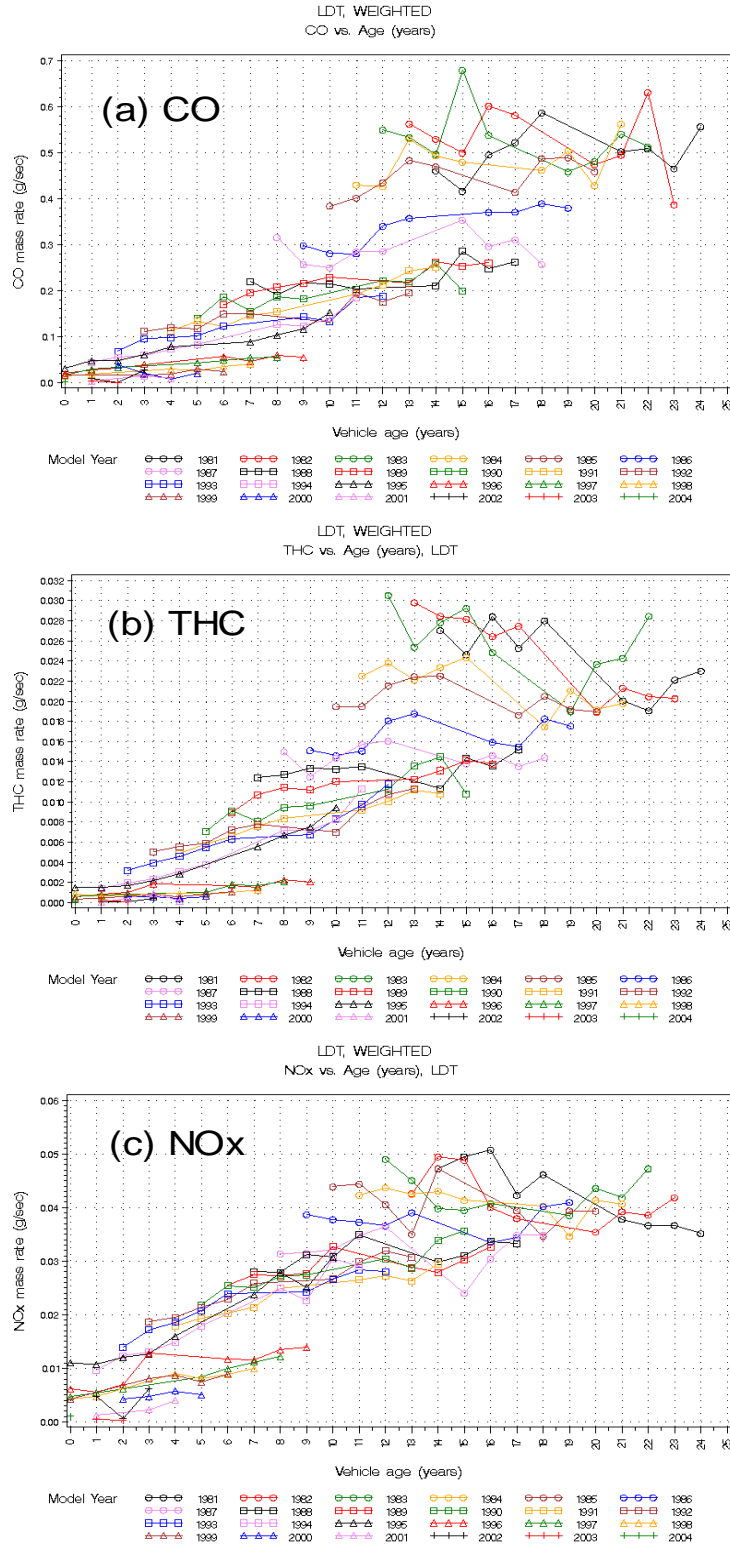 LDT, WEIGHTED
CO vs. Age (years)
(a) CO
CO mass rate (g/sec)
0.7
0.6
0.5
0.4
0.3
0.2
0.1
0.0
0 1 2 3 4 5 6 7 8 9 10 11 12 13 14 15 16 17 18 19 20 21 22 23 24 25
Vehicle age (years)
Model Year 1981 1982 1983 1984 1985 1986
1987 1988 1989 1990 1991 1992
1993 1994 1995 1996 1997 1998
1999 2000 2001 2002 2003 2004
LDT, WEIGHTED
THC vs. Age (years), LDT
(b) THC
THC mass rate (g/sec)
0.032
0.030
0.028
0.026
0.024
0.022
0.020
0.018
0.016
0.014
0.012
0.010
0.008
0.006
0.004
0.002
0.000
0 1 2 3 4 5 6 7 8 9 10 11 12 13 14 15 16 17 18 19 20 21 22 23 24 25
Vehicle age (years)
Model Year 1981 1982 1983 1984 1985 1986
1987 1988 1989 1990 1991 1992
1993 1994 1995 1996 1997 1998
1999 2000 2001 2002 2003 2004
LDT, WEIGHTED
NOx vs. Age (years), LDT
(c) NOx
NOx mass rate (g/sec)
0.06
0.05
0.04
0.03
0.02
0.01
0.00
0 1 2 3 4 5 6 7 8 9 10 11 12 13 14 15 16 17 18 19 20 21 22 23 24 25
Vehicle age (years)
Model Year 1981 1982 1983 1984 1985 1986
1987 1988 1989 1990 1991 1992
1993 1994 1995 1996 1997 1998
1999 2000 2001 2002 2003 2004